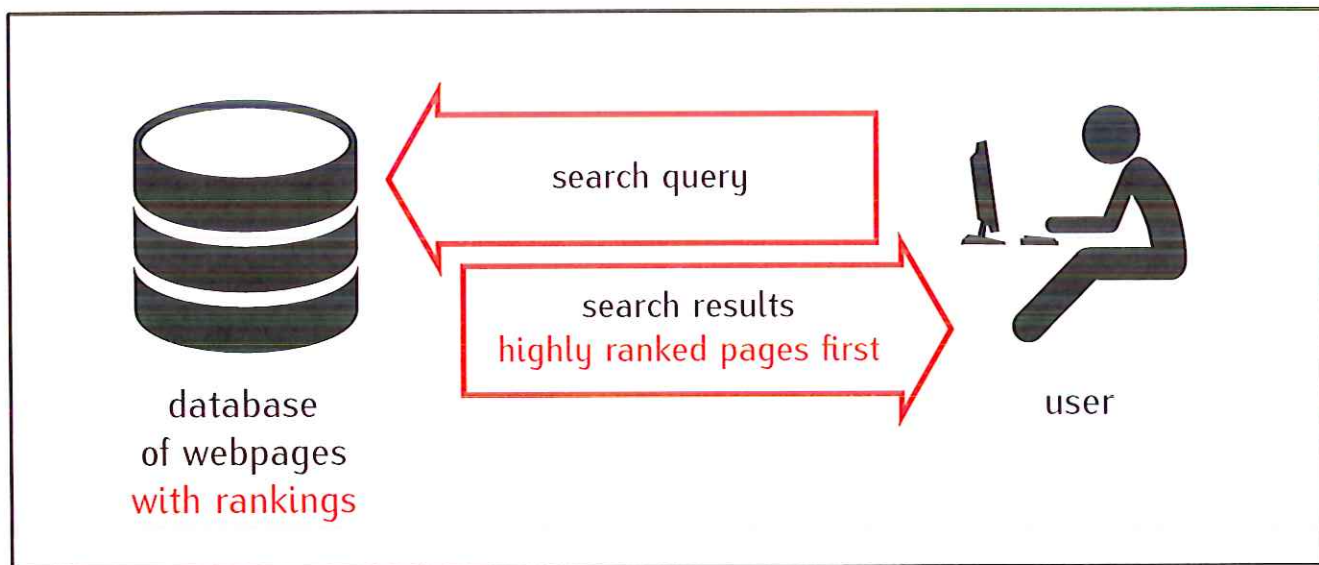 search query
search results
highly ranked pages first
database
of webpages
with rankings
user